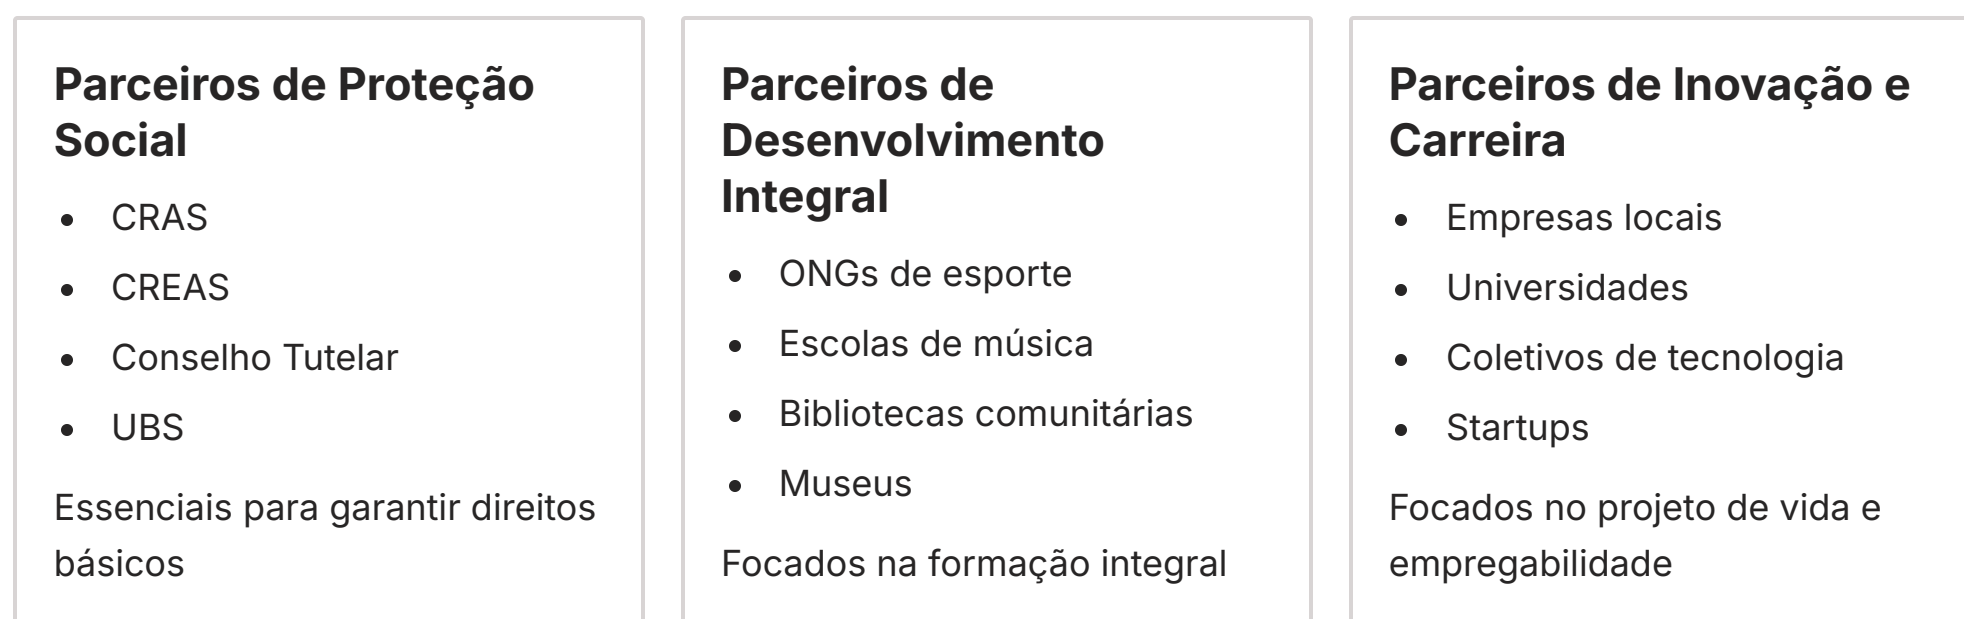 Parceiros de Proteção
Social
• CRAS
• CREAS
• Conselho Tutelar
• UBS
Essenciais para garantir direitos
básicos
Parceiros de
Desenvolvimento
Integral
• ONGs de esporte
• Escolas de música
• Bibliotecas comunitárias
• Museus
Focados na formação integral
Parceiros de Inovação e
Carreira
• Empresas locais
• Universidades
• Coletivos de tecnologia
• Startups
Focados no projeto de vida e
empregabilidade